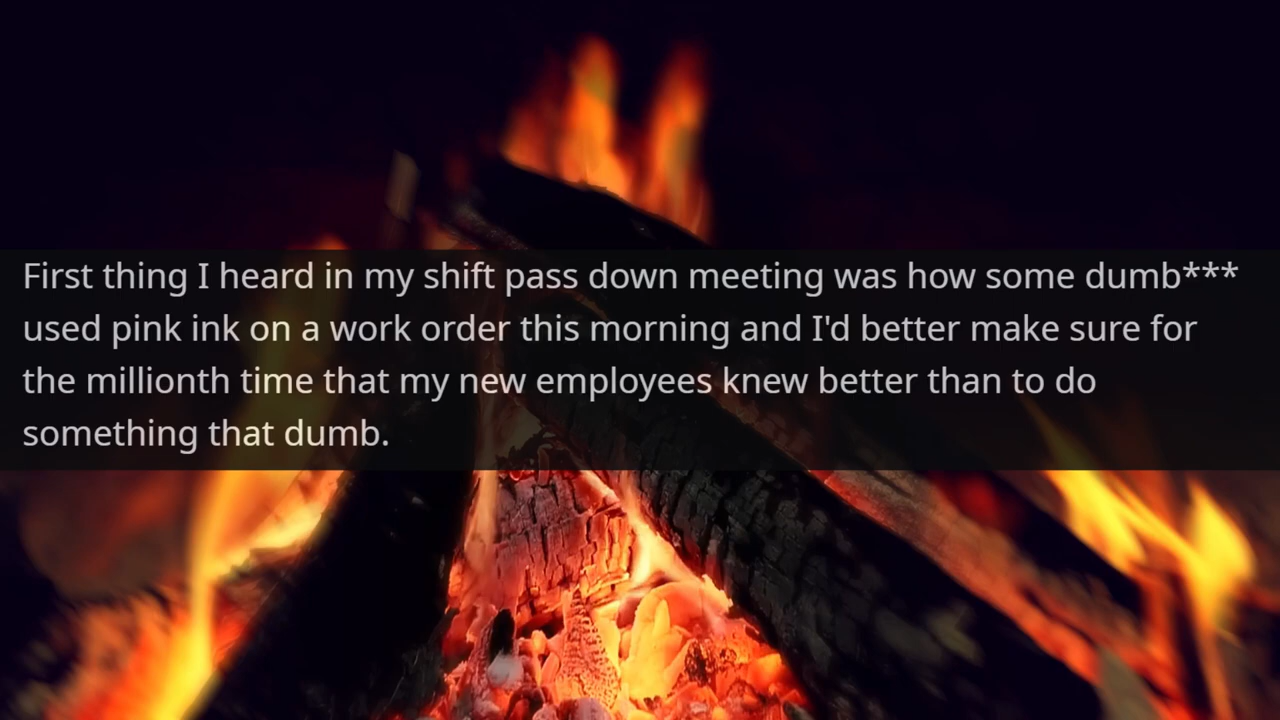 First thing I heard in my shift pass down meeting was how some dumb***
used pink ink on a work order this morning and I'd better make sure for
the millionth time that my new employees knew better than to do
something that dumb.